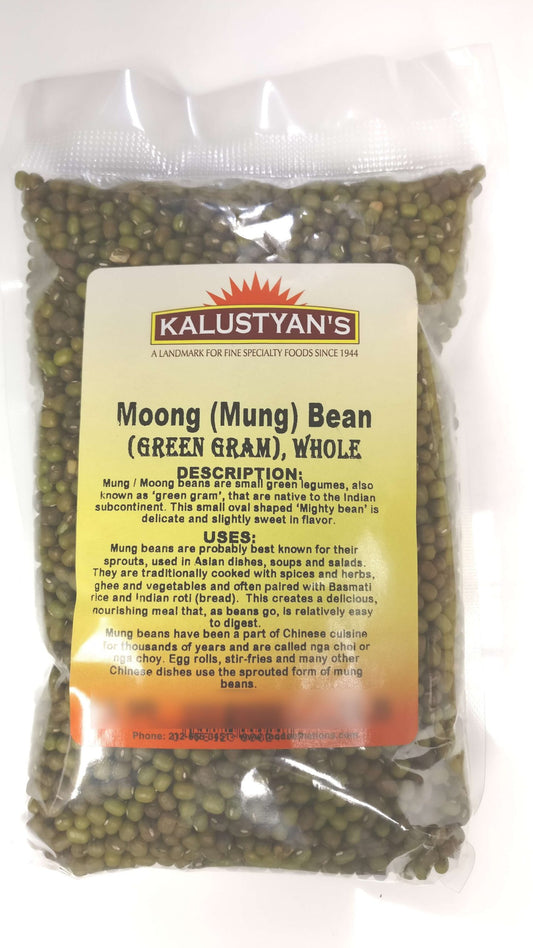 KALUSTYAN'S
A LANDMARK FOR FINE SPECIALTY FOODS SINCE 1944
Moong (Mung) Bean
(GREEN GRAM), WHOLE
DESCRIPTION:
Mung / Moong beans are small green legumes, also
known as 'green gram', that are native to the Indian
subcontinent. This small oval shaped 'Mighty bean' is
delicate and slightly sweet in flavor.
USES:
Mung beans are probably best known for their
sprouts, used in Asian dishes, soups and salads.
They are traditionally cooked with spices and herbs,
ghee and vegetables and often paired with Basmati
rice and Indian roti (bread). This creates a delicious,
nourishing meal that, as beans go, is relatively easy
to digest.
Mung beans have been a part of Chinese cuisine
for thousands of years and are called nga choi or
nga choy. Egg rolls, stir-fries and many other
Chinese dishes use the sprouted form of mung
beans.
Phone: